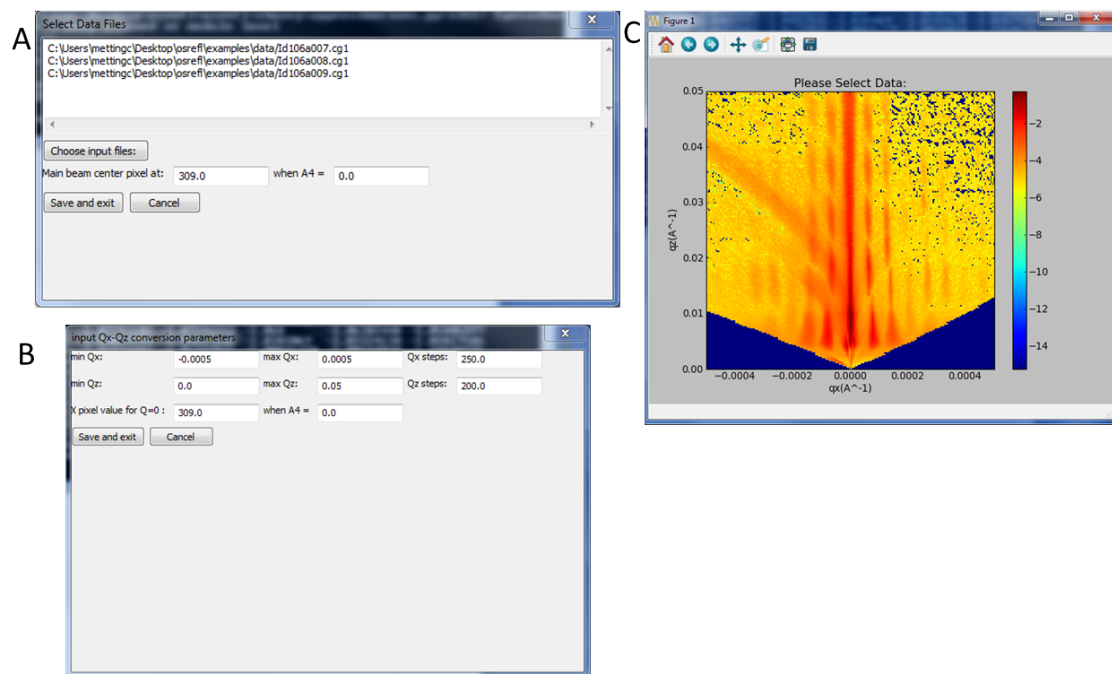 A
Select Data Files
C:\Users\mettingc\Desktop\osrefl\examples\data/Id106a007.cg1
C:\Users\mettingc\Desktop\osrefl\examples\data/Id106a008.cg1
C:\Users\mettingc\Desktop\osrefl\examples\data/Id106a009.cg1
Choose input files:
Main beam center pixel at: 309.0 when A4 = 0.0
Save and exit Cancel
B
input Qx-Qz conversion parameters
min Qx: -0.0005 max Qx: 0.0005 Qx steps: 250.0
min Qz: 0.0 max Qz: 0.05 Qz steps: 200.0
X pixel value for Q=0 : 309.0 when A4 = 0.0
Save and exit Cancel
C
Figure 1
Please Select Data:
0.05
0.04
0.03
0.02
0.01
0.00
qz(A^-1)
−0.0004 −0.0002 0.0000 0.0002 0.0004
qx(A^-1)
−2
−4
−6
−8
−10
−12
−14